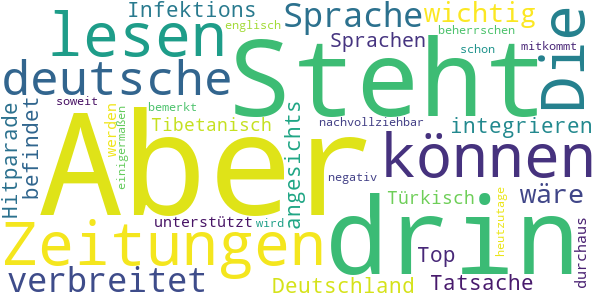 Infektions
Sprache
wichtig
englisch
Sprachen
beherrschen
lesen
schon
mitkommt
Steht
Die
deutsche
soweit
bemerkt
Hitparade
befindet
werden
einigermaßen
Tibetanisch
angesichts
nachvollziehbar
integrieren
Aber
können
negativ
Türkisch
wäre
heutzutage
durchaus
unterstützt
wird
drin
Zeitungen
Top
verbreitet
Deutschland
Tatsache